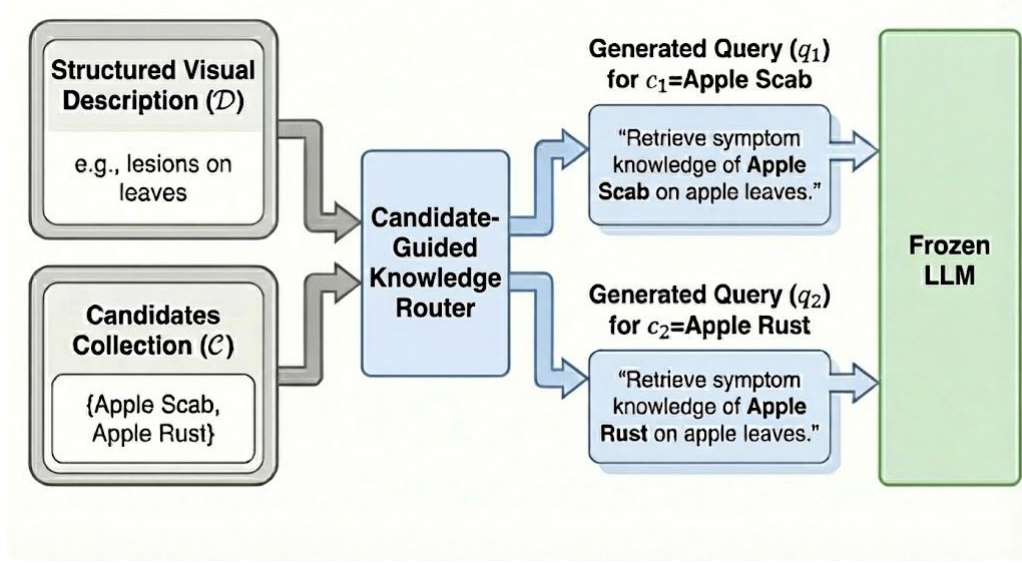 Structured Visual
Description (𝒟)
e.g., lesions on
leaves
Candidates
Collection (𝒞)
{Apple Scab,
Apple Rust}
Candidate-
Guided
Knowledge
Router
Generated Query (q₁)
for c₁=Apple Scab
“Retrieve symptom
knowledge of Apple
Scab on apple leaves.”
Generated Query (q₂)
for c₂=Apple Rust
“Retrieve symptom
knowledge of Apple
Rust on apple leaves.”
Frozen
LLM